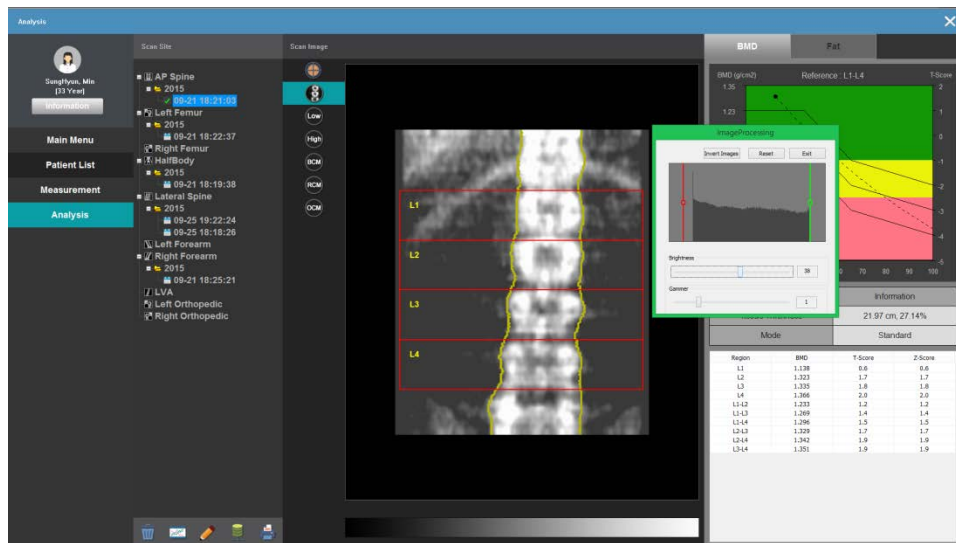 Analysis
SungHyun, Min
(33 Year)
Information
Main Menu
Patient List
Measurement
Analysis
Scan Site
AP Spine
2015
09-21 18:21:03
Left Femur
2015
09-21 18:22:37
Right Femur
HalfBody
2015
09-21 18:19:38
Lateral Spine
2015
09-25 19:22:24
09-25 18:18:26
Left Forearm
Right Forearm
2015
09-21 18:25:21
LVA
Left Orthopedic
Right Orthopedic
Scan Image
Low
High
BCM
RCM
OCM
L1
L2
L3
L4
BMD Fat
BMD (g/cm2) Reference : L1-L4 T-Score
1.35 2
1.23 1
0
-1
-2
-3
-4
-5
60 70 80 90 100
ImageProcessing
Invert Images Reset Exit
Brightness
38
Gammer
1
Information
21.97 cm, 27.14%
Mode Standard
Region BMD T-Score Z-Score
L1 1.138 0.6 0.6
L2 1.323 1.7 1.7
L3 1.335 1.8 1.8
L4 1.366 2.0 2.0
L1-L2 1.233 1.2 1.2
L1-L3 1.269 1.4 1.4
L1-L4 1.296 1.5 1.5
L2-L3 1.329 1.7 1.7
L2-L4 1.342 1.9 1.9
L3-L4 1.351 1.9 1.9